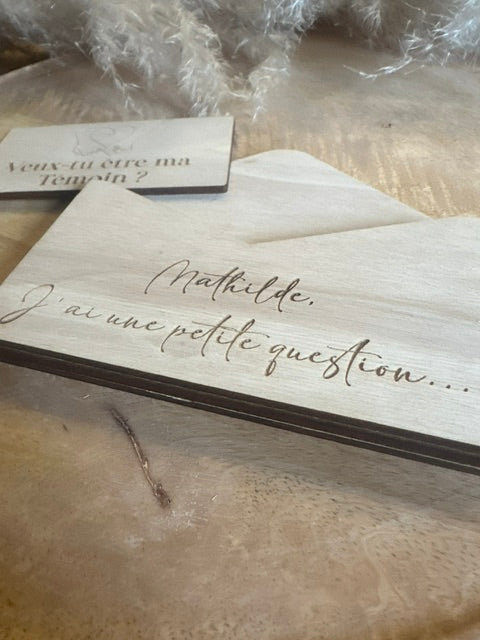 Veux-tu être ma
Témoin ?
Mathilde,
J'ai une petite question...